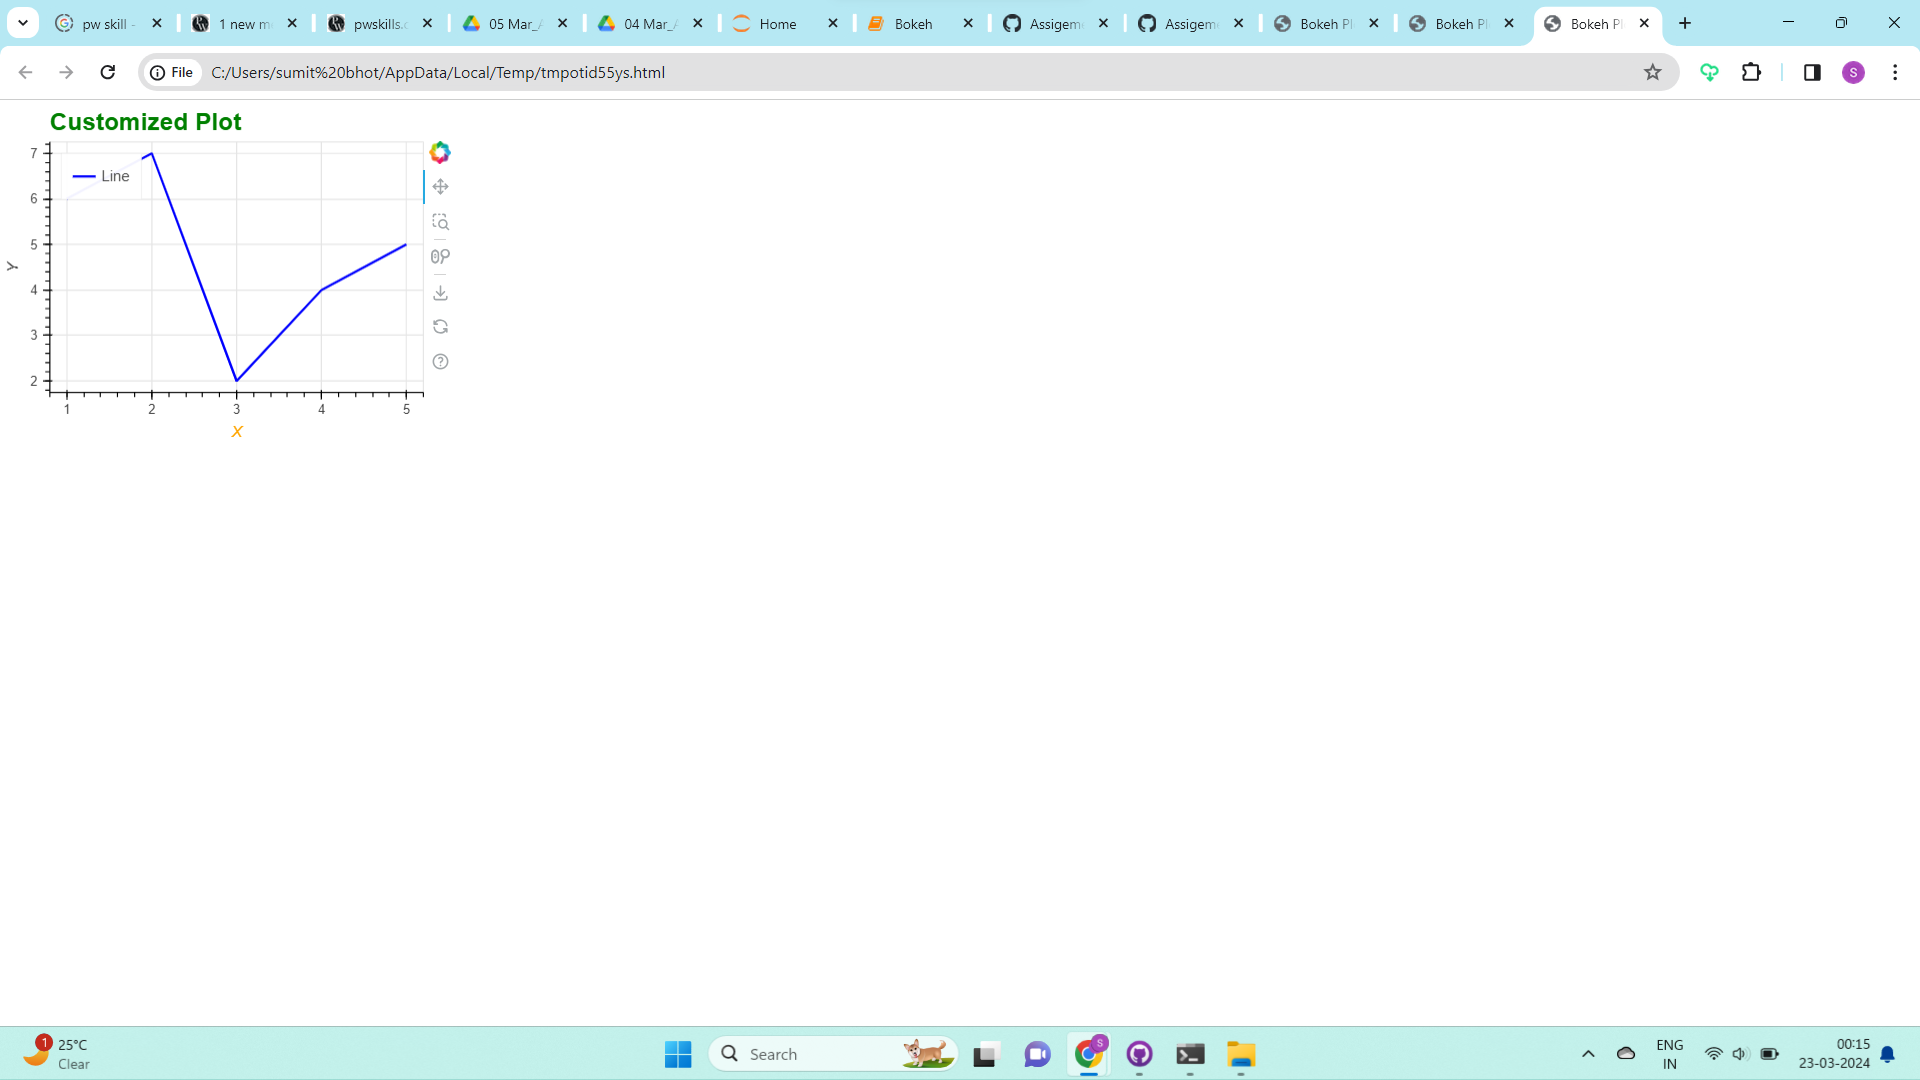 pw skill -
1 new m
pwskills.c
05 Mar_A
04 Mar_A
Home
Bokeh
Assigem
Assigem
Bokeh Pl
Bokeh Pl
Bokeh Pl
File
C:/Users/sumit%20bhot/AppData/Local/Temp/tmpotid55ys.html
S
Customized Plot
7
6
5
4
3
2
Line
Y
1 2 3 4 5
X
1
25°C
Clear
Search
S
ENG
IN
00:15
23-03-2024